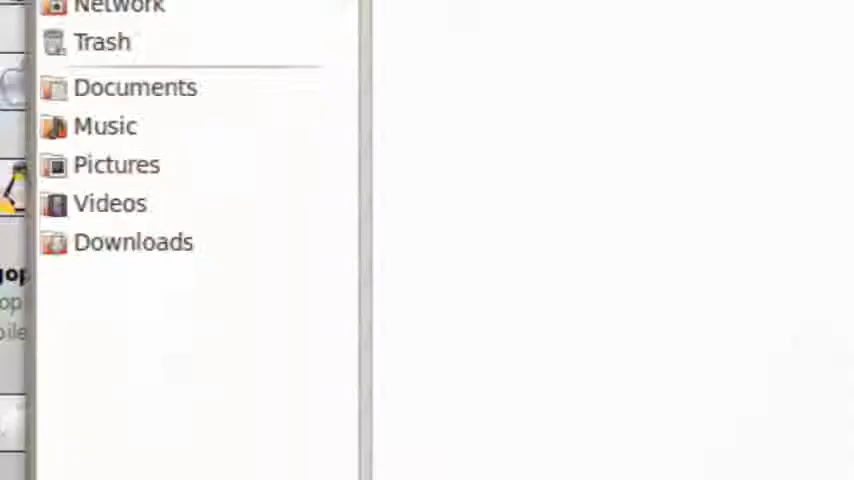 Network
Trash
Documents
Music
Pictures
Videos
Downloads